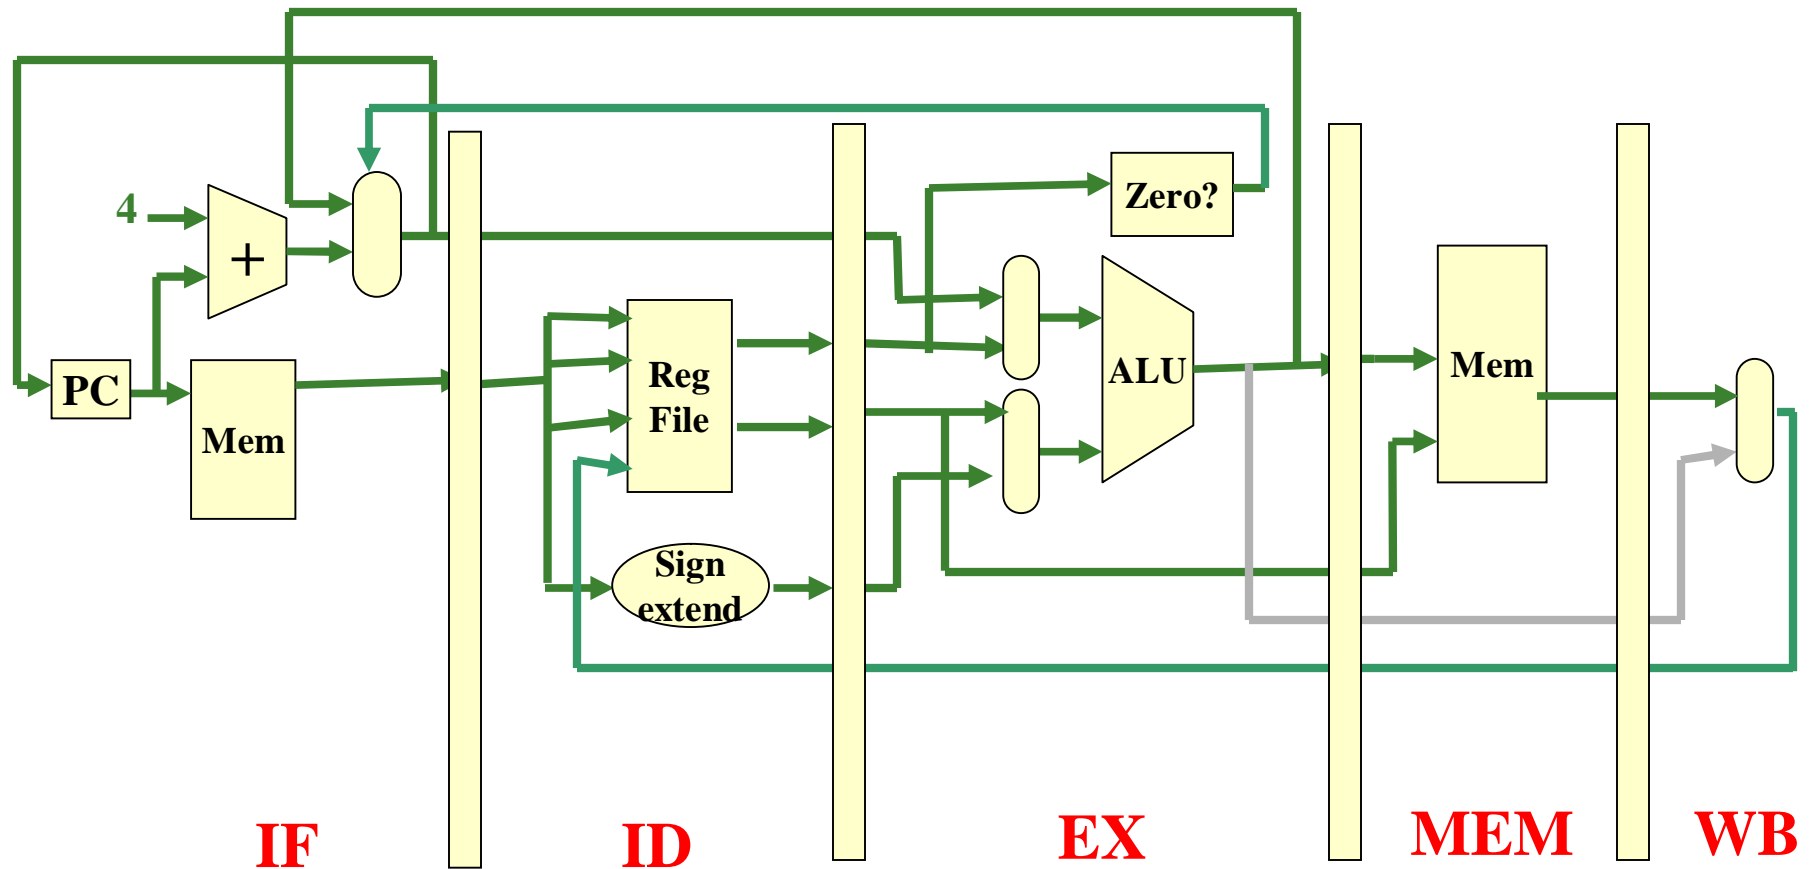 4
+
Zero?
PC
Mem
Reg
File
ALU
Mem
Sign
extend
IF
ID
EX
MEM
WB